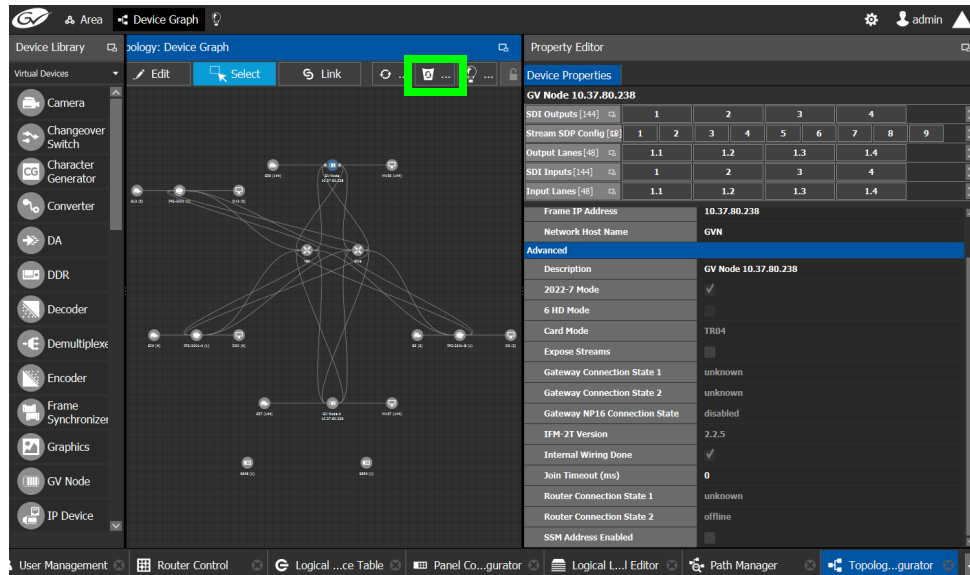 GV
Area
Device Graph
admin
Device Library
pology: Device Graph
Property Editor
Virtual Devices
Edit
Select
Link
...
...
...
Device Properties
GV Node 10.37.80.238
SDI Outputs [144] 1 2 3 4
Stream SDP Config 1 2 3 4 5 6 7 8 9
Output Lanes [48] 1.1 1.2 1.3 1.4
SDI Inputs [144] 1 2 3 4
Input Lanes [48] 1.1 1.2 1.3 1.4
Frame IP Address 10.37.80.238
Network Host Name GVN
Advanced
Description GV Node 10.37.80.238
2022-7 Mode
6 HD Mode
Card Mode TR04
Expose Streams
Gateway Connection State 1 unknown
Gateway Connection State 2 unknown
Gateway NP16 Connection State disabled
IFM-2T Version 2.2.5
Internal Wiring Done
Join Timeout (ms) 0
Router Connection State 1 unknown
Router Connection State 2 offline
SSM Address Enabled
Camera
Changeover
Switch
CG
Character
Generator
Converter
DA
DDR
Decoder
Demultiplexe
Encoder
Frame
Synchronizer
Graphics
GV Node
IP Device
User Management
Router Control
Logical ...ce Table
Panel Co...gurator
Logical L...l Editor
Path Manager
Topolog...gurator